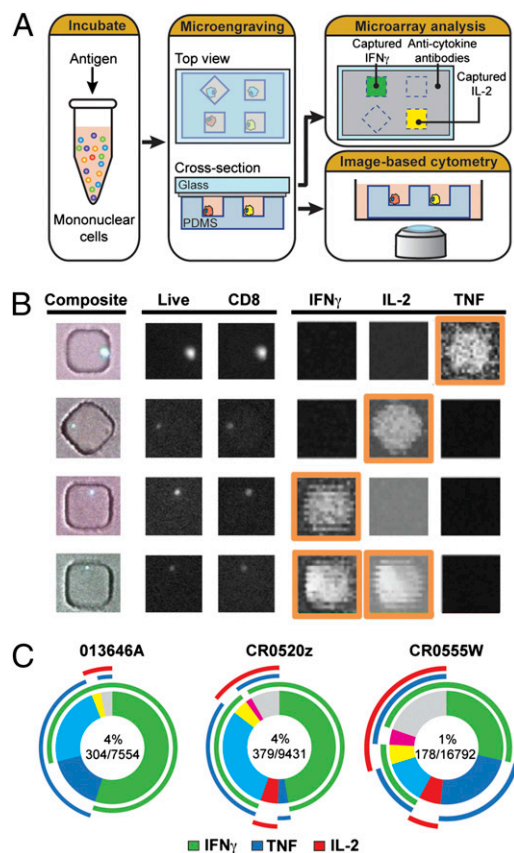 A
Incubate
Antigen
Mononuclear
cells
Microengraving
Top view
Cross-section
Glass
PDMS
Microarray analysis
Captured
IFNγ
Anti-cytokine
antibodies
Captured
IL-2
Image-based cytometry
B
Composite Live CD8 IFNγ IL-2 TNF
C
013646A CR0520z CR0555W
4% 4% 1%
304/7554 379/9431 178/16792
IFNγ TNF IL-2